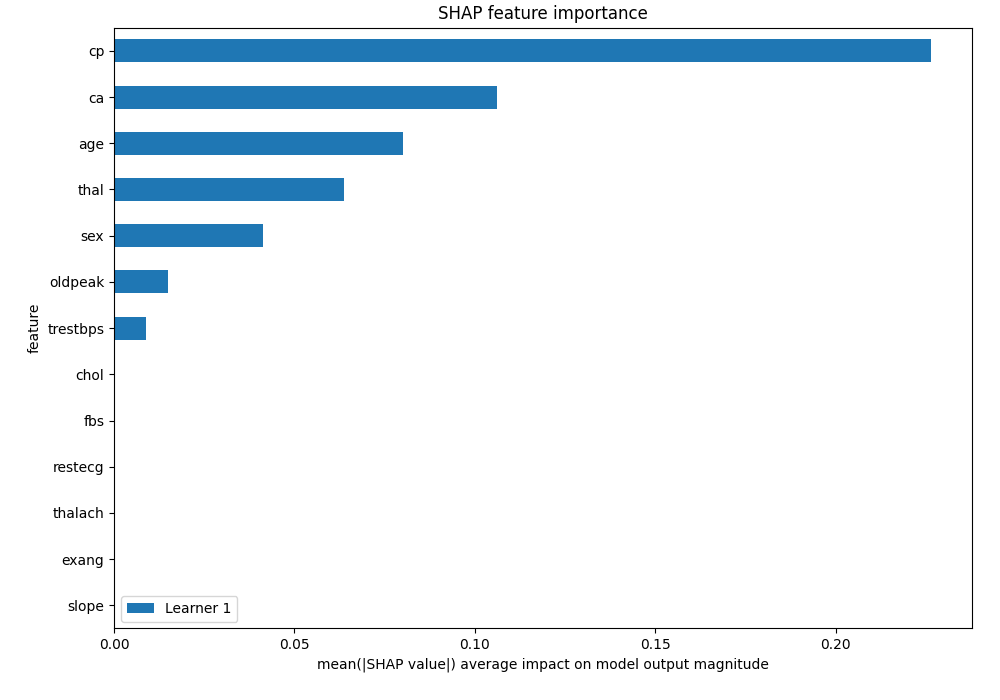 SHAP feature importance
cp
ca
age
thal
sex
oldpeak
trestbps
chol
fbs
restecg
thalach
exang
slope
feature
Learner 1
0.00 0.05 0.10 0.15 0.20
mean(|SHAP value|) average impact on model output magnitude